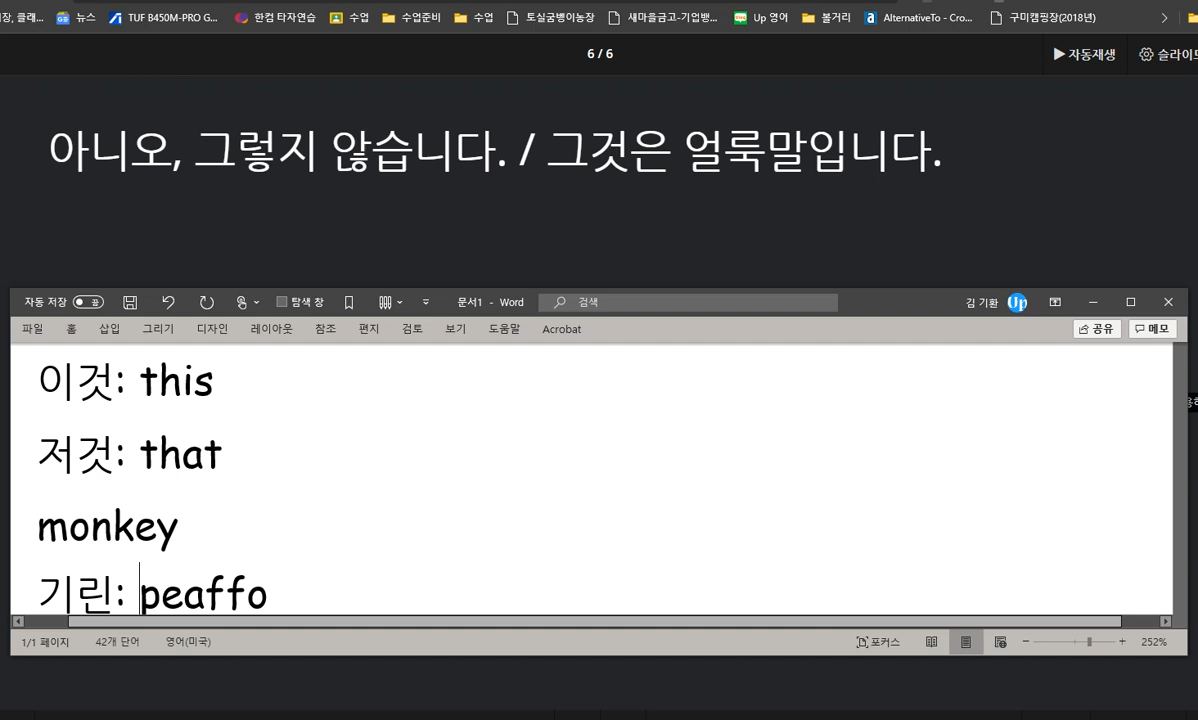 장, 클래... 뉴스 TUF B450M-PRO G... 한컴 타자연습 수업 수업준비 수업 토실굼벵이농장 새마을금고-기업뱅... Up 영어 볼거리 AlternativeTo - Cro... 구미캠핑장(2018년)
6 / 6 자동재생 슬라이드
아니오, 그렇지 않습니다. / 그것은 얼룩말입니다.
자동 저장 끔 탐색 창 문서1 - Word 검색 김 기환 Up
파일 홈 삽입 그리기 디자인 레이아웃 참조 편지 검토 보기 도움말 Acrobat 공유 메모
이것: this
저것: that
monkey
기린: peaffo
1/1 페이지 42개 단어 영어(미국) 포커스 252%